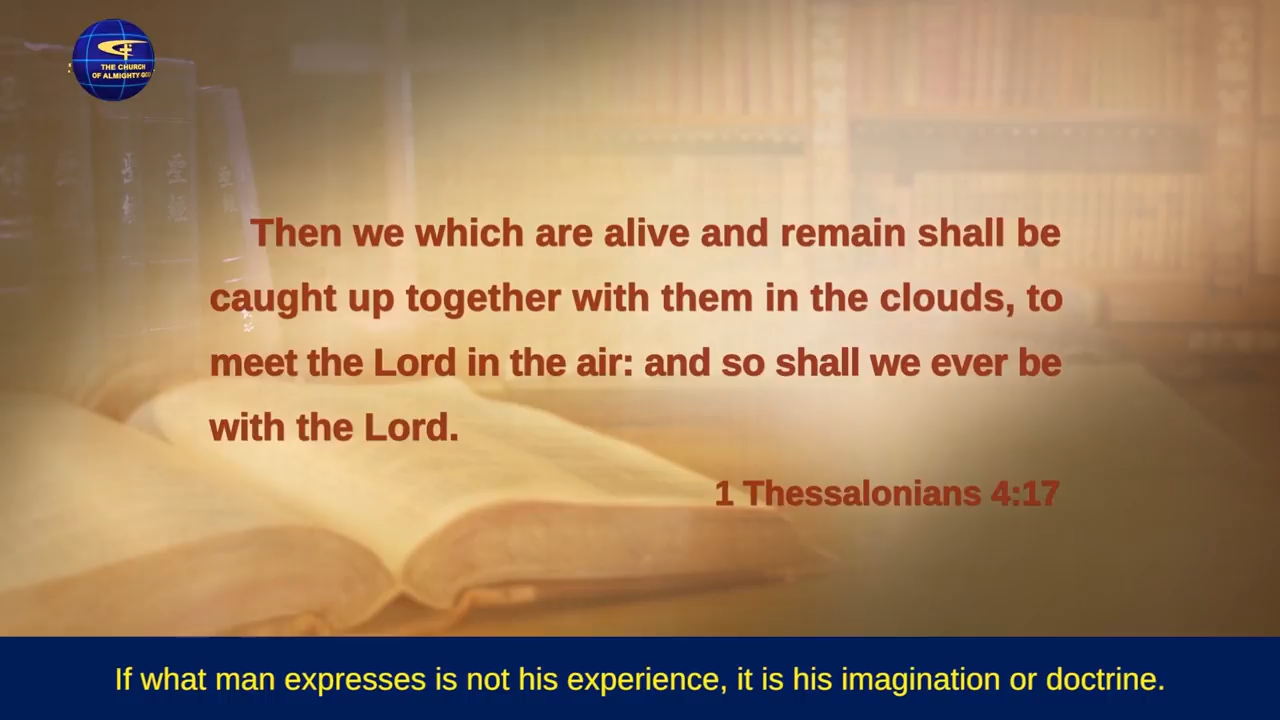 THE CHURCH
OF ALMIGHTY GOD
聖經
Then we which are alive and remain shall be
caught up together with them in the clouds, to
meet the Lord in the air: and so shall we ever be
with the Lord.
1 Thessalonians 4:17
If what man expresses is not his experience, it is his imagination or doctrine.